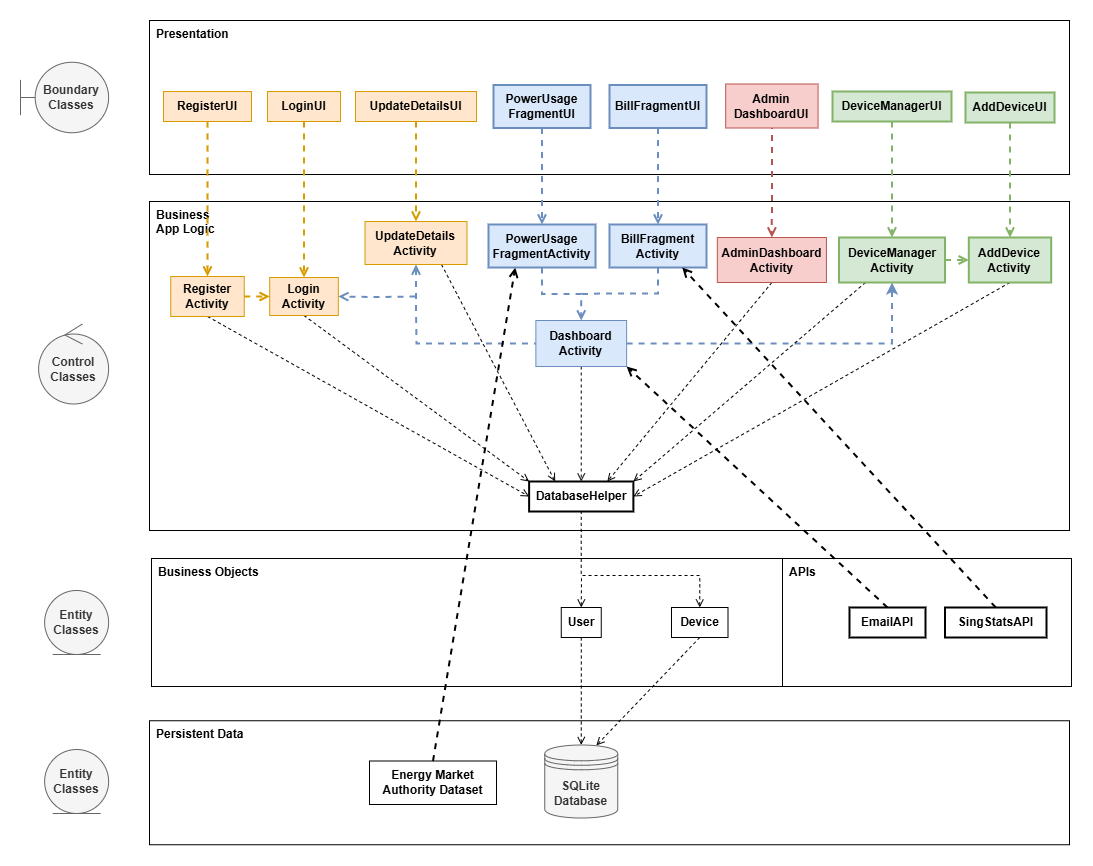 Presentation
Boundary
Classes
RegisterUI
LoginUI
UpdateDetailsUI
PowerUsage
FragmentUI
BillFragmentUI
Admin
DashboardUI
DeviceManagerUI
AddDeviceUI
Business
App Logic
UpdateDetails
Activity
PowerUsage
FragmentActivity
BillFragment
Activity
AdminDashboard
Activity
DeviceManager
Activity
AddDevice
Activity
Register
Activity
Login
Activity
Dashboard
Activity
Control
Classes
DatabaseHelper
Business Objects
APIs
Entity
Classes
User
Device
EmailAPI
SingStatsAPI
Persistent Data
Entity
Classes
Energy Market
Authority Dataset
SQLite
Database